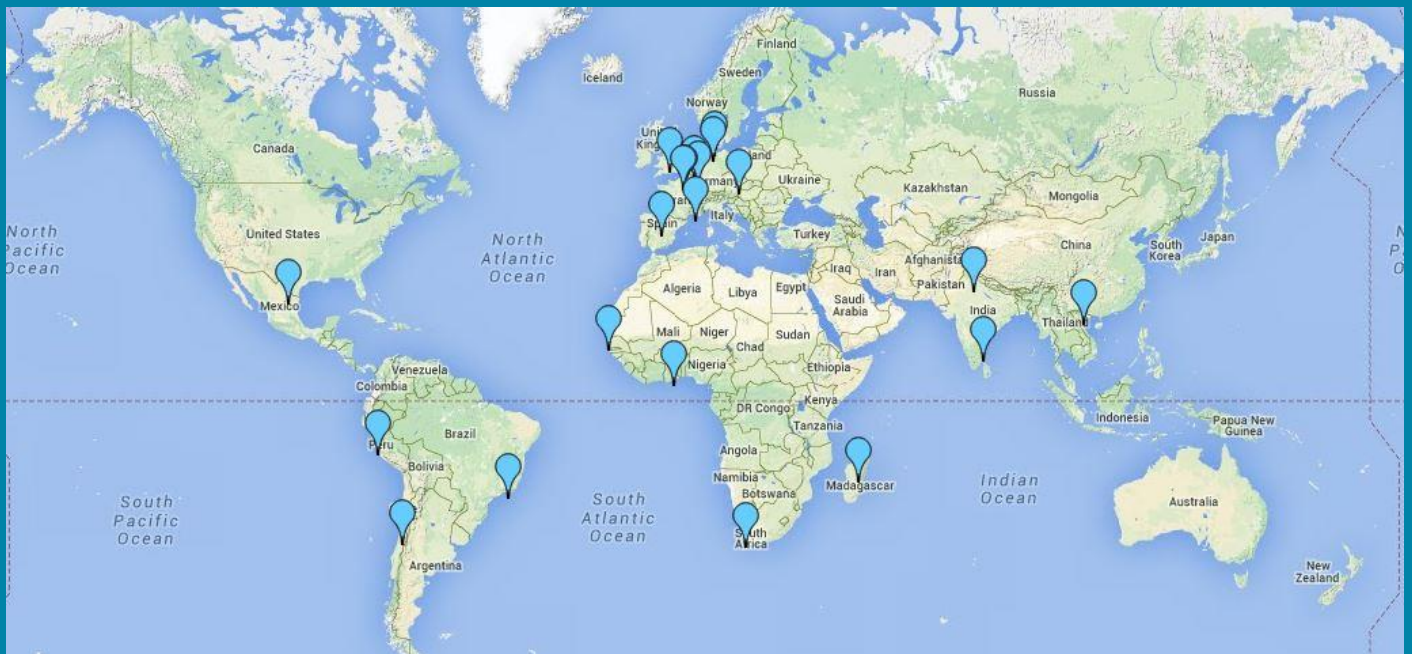 Finland
Iceland
Sweden
Russia
Norway
Canada
Ukraine
Kazakhstan
Mongolia
Italy
Spain
Turkey
United States
North
Pacific
Ocean
North
Atlantic
Ocean
China
South
Korea
Japan
Iraq
Iran
Pakistan
Algeria
Libya
Egypt
Saudi
Arabia
Mexico
India
Thailand
Mali
Niger
Sudan
Chad
Nigeria
Ethiopia
Venezuela
Colombia
DR Congo
Kenya
Tanzania
Indonesia
Papua New
Guinea
Peru
Brazil
Bolivia
Angola
Namibia
Botswana
Madagascar
Indian
Ocean
Australia
South
Pacific
Ocean
South
Atlantic
Ocean
South
Africa
Argentina
New
Zealand